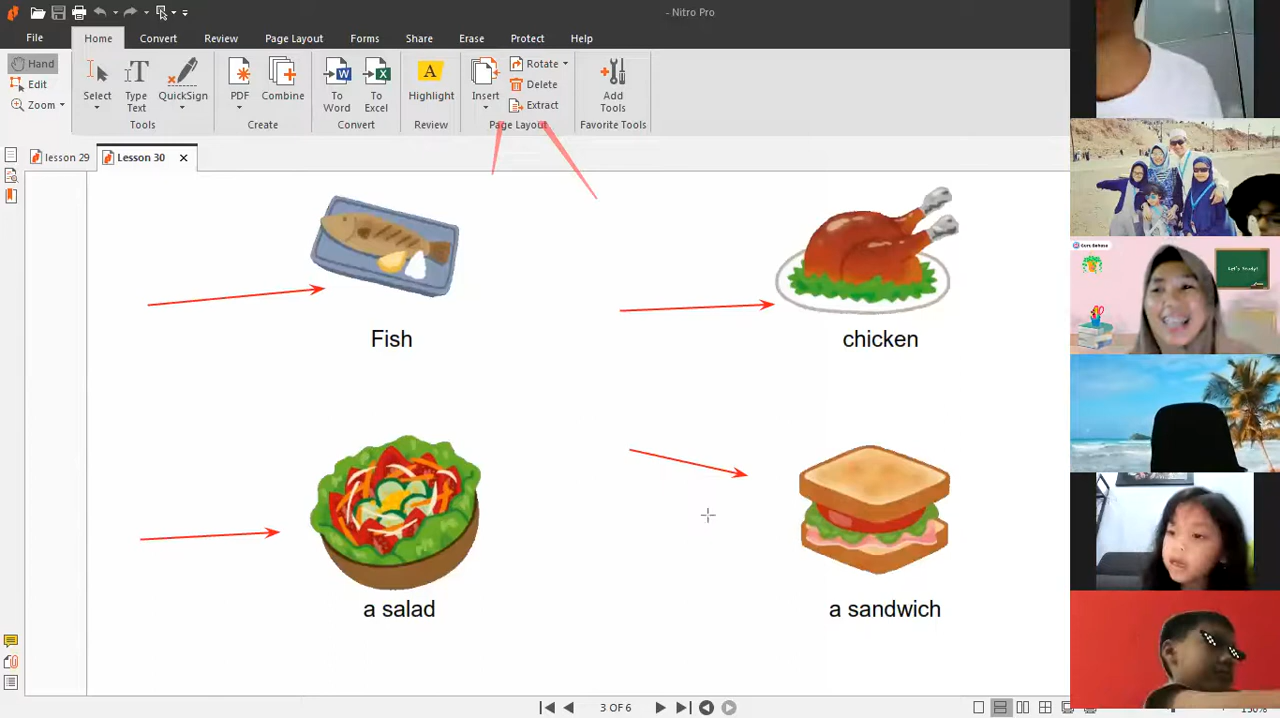 - Nitro Pro
File Home Convert Review Page Layout Forms Share Erase Protect Help
Hand
Edit
Zoom
Select
Type Text
QuickSign
Tools
PDF
Combine
Create
To Word
To Excel
Convert
Highlight
Review
Insert
Rotate
Delete
Extract
Page Layout
Add Tools
Favorite Tools
lesson 29
Lesson 30
Fish
chicken
a salad
a sandwich
3 OF 6
Guru Bahasa
Let's Study!